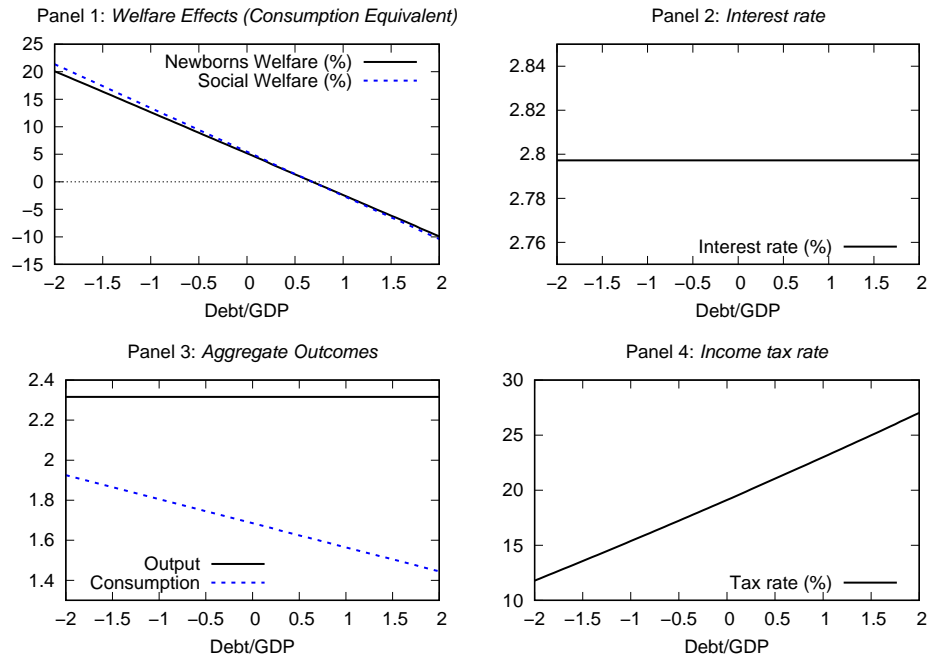 Panel 1: Welfare Effects (Consumption Equivalent)
25
20
15
10
5
0
−5
−10
−15
Newborns Welfare (%)
Social Welfare (%)
−2 −1.5 −1 −0.5 0 0.5 1 1.5 2
Debt/GDP
Panel 2: Interest rate
2.84
2.82
2.8
2.78
2.76
Interest rate (%)
−2 −1.5 −1 −0.5 0 0.5 1 1.5 2
Debt/GDP
Panel 3: Aggregate Outcomes
2.4
2.2
2
1.8
1.6
1.4
Output
Consumption
−2 −1.5 −1 −0.5 0 0.5 1 1.5 2
Debt/GDP
Panel 4: Income tax rate
30
25
20
15
10
Tax rate (%)
−2 −1.5 −1 −0.5 0 0.5 1 1.5 2
Debt/GDP